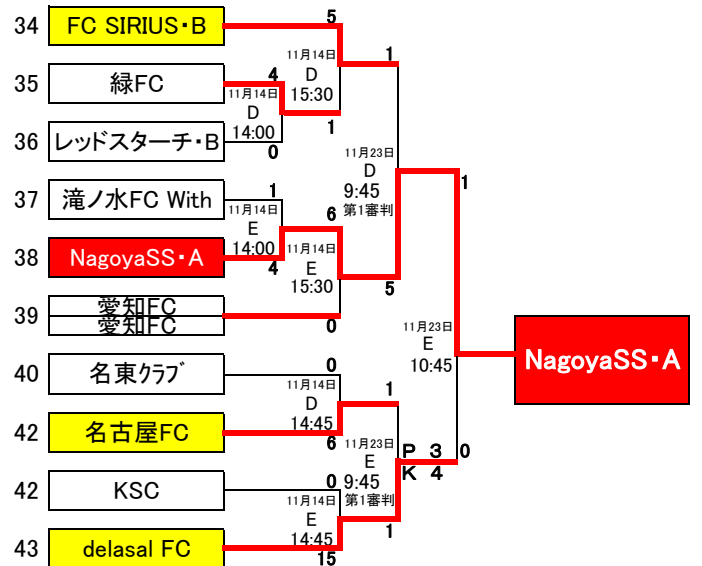 34 FC SIRIUS・B
5
11月14日
D
15:30
1
35 緑FC
4
11月14日
D
14:00
1
36 レッドスターチ・B
0
11月23日
D
9:45
第1審判
37 滝ノ水FC With
1
11月14日
E
14:00
6
1
38 NagoyaSS・A
4
11月14日
E
15:30
5
39 愛知FC
愛知FC
0
11月23日
E
10:45
NagoyaSS・A
40 名東クラブ
0
11月14日
D
14:45
1
42 名古屋FC
6
11月23日
E
9:45
第1審判
P 3 0
K 4
42 KSC
0
11月14日
E
14:45
1
43 delasal FC
15